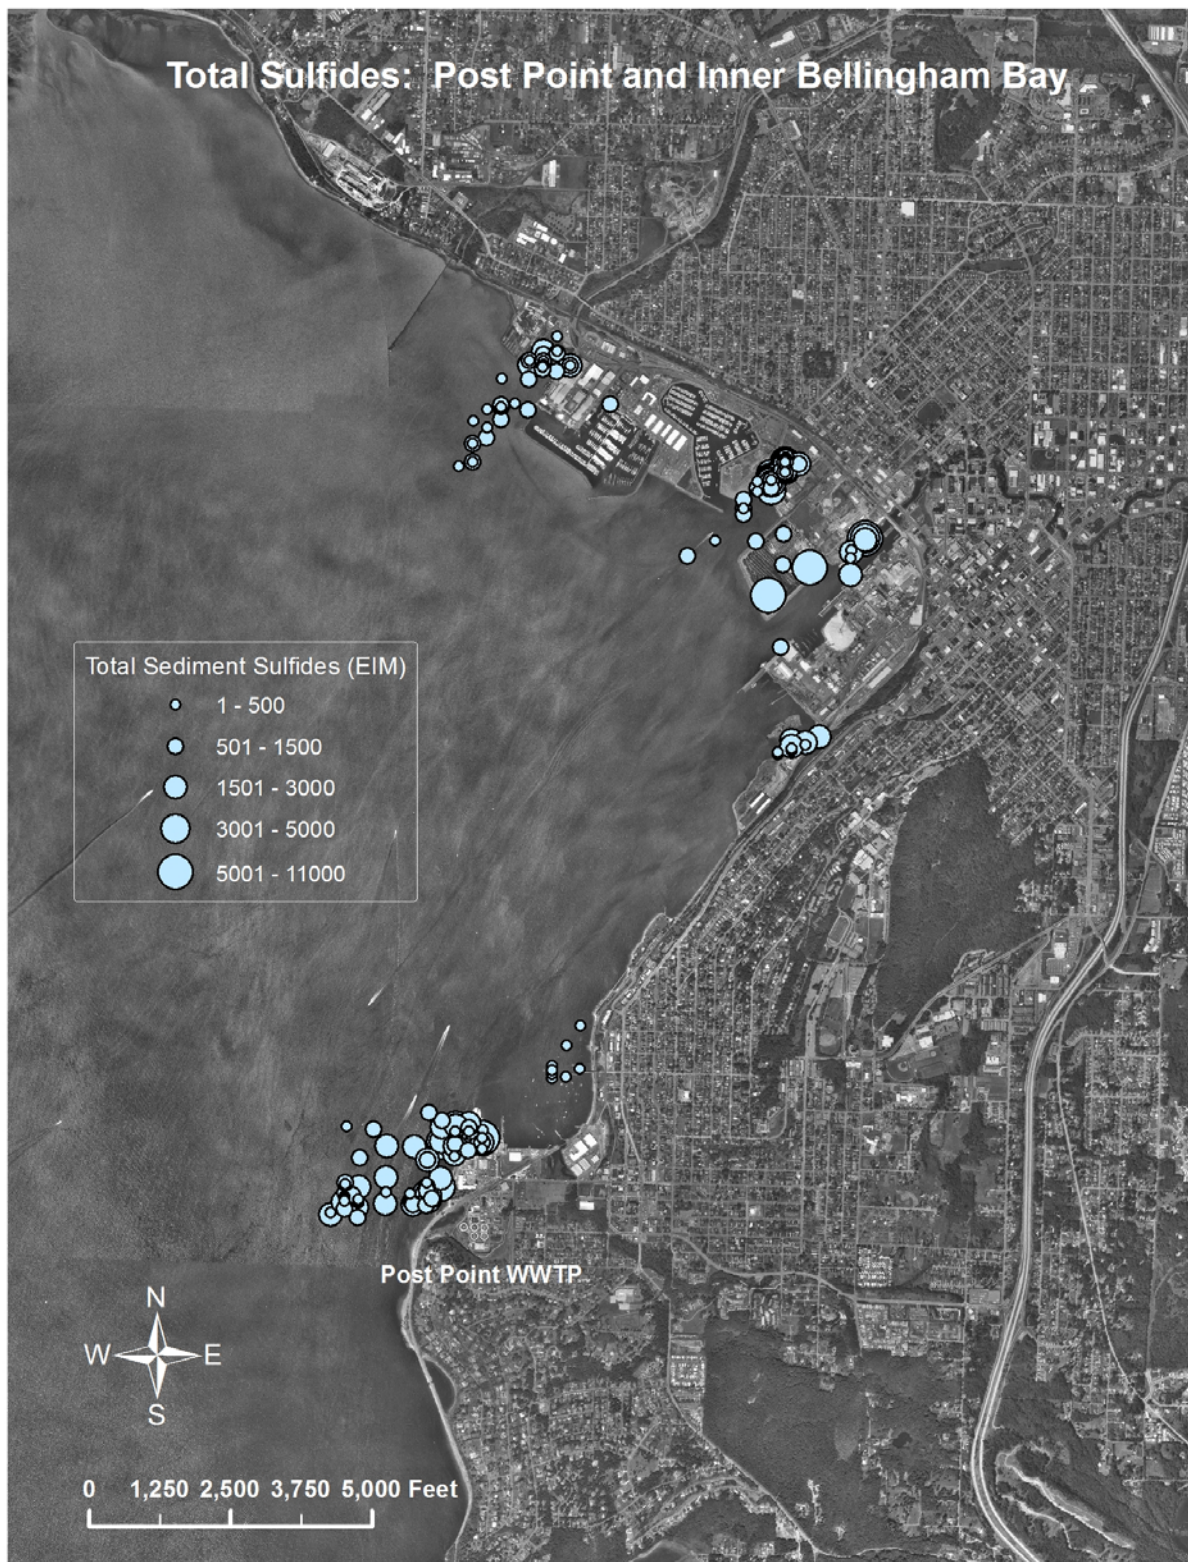 Total Sulfides: Post Point and Inner Bellingham Bay
Total Sediment Sulfides (EIM)
1 - 500
501 - 1500
1501 - 3000
3001 - 5000
5001 - 11000
Post Point WWTP
N
W E
S
0 1,250 2,500 3,750 5,000 Feet